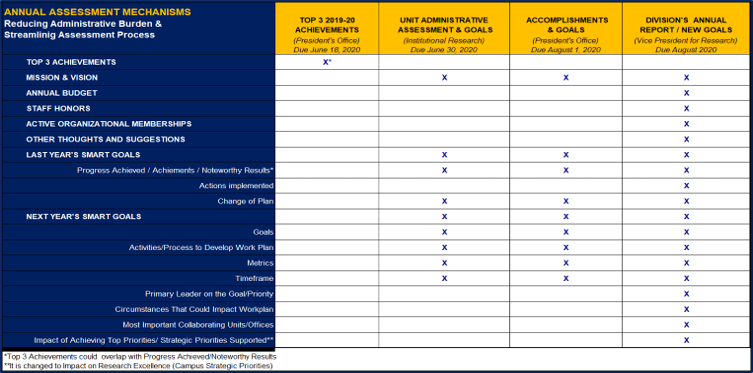 ANNUAL ASSESSMENT MECHANISMS
Reducing Administrative Burden &
Streamlinig Assessment Process
TOP 3 2019-20
ACHIEVEMENTS
(President's Office)
Due June 18, 2020
UNIT ADMINISTRATIVE
ASSESSMENT & GOALS
(Institutional Research)
Due June 30, 2020
ACCOMPLISHMENTS
& GOALS
(President's Office)
Due August 1, 2020
DIVISION'S ANNUAL
REPORT / NEW GOALS
(Vice President for Research)
Due August 2020
TOP 3 ACHIEVEMENTS X*
MISSION & VISION X X X
ANNUAL BUDGET X
STAFF HONORS X
ACTIVE ORGANIZATIONAL MEMBERSHIPS X
OTHER THOUGHTS AND SUGGESTIONS X
LAST YEAR'S SMART GOALS X X X
Progress Achieved / Achiements / Noteworthy Results* X X X
Actions implemented X
Change of Plan X X X
NEXT YEAR'S SMART GOALS X X X
Goals X X X
Activities/Process to Develop Work Plan X X X
Metrics X X X
Timeframe X X X
Primary Leader on the Goal/Priority X
Circumstances That Could Impact Workplan X
Most Important Collaborating Units/Offices X
Impact of Achieving Top Priorities/ Strategic Priorities Supported** X
*Top 3 Achievements could overlap with Progress Achieved/Noteworthy Results
**It is changed to Impact on Research Excellence (Campus Strategic Priorities)